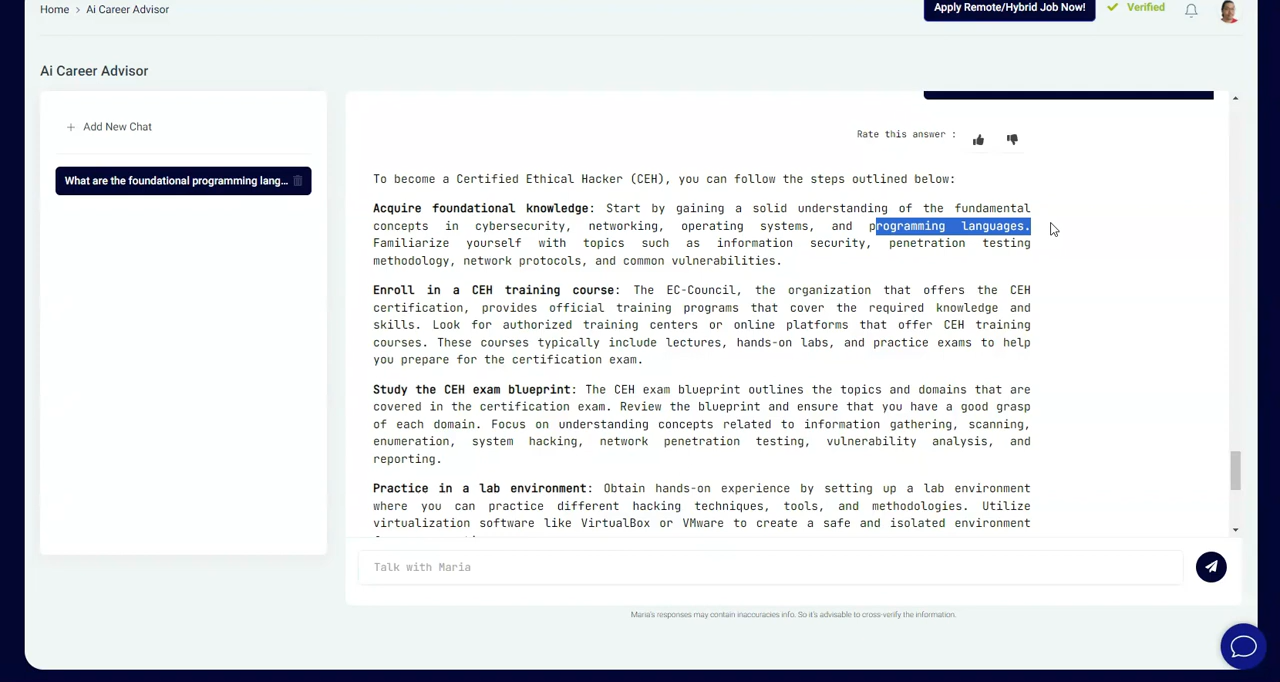 Home > Ai Career Advisor
Apply Remote/Hybrid Job Now!
Verified
Ai Career Advisor
+ Add New Chat
What are the foundational programming lang...
Rate this answer :
To become a Certified Ethical Hacker (CEH), you can follow the steps outlined below:
Acquire foundational knowledge: Start by gaining a solid understanding of the fundamental
concepts in cybersecurity, networking, operating systems, and programming languages.
Familiarize yourself with topics such as information security, penetration testing
methodology, network protocols, and common vulnerabilities.
Enroll in a CEH training course: The EC-Council, the organization that offers the CEH
certification, provides official training programs that cover the required knowledge and
skills. Look for authorized training centers or online platforms that offer CEH training
courses. These courses typically include lectures, hands-on labs, and practice exams to help
you prepare for the certification exam.
Study the CEH exam blueprint: The CEH exam blueprint outlines the topics and domains that are
covered in the certification exam. Review the blueprint and ensure that you have a good grasp
of each domain. Focus on understanding concepts related to information gathering, scanning,
enumeration, system hacking, network penetration testing, vulnerability analysis, and
reporting.
Practice in a lab environment: Obtain hands-on experience by setting up a lab environment
where you can practice different hacking techniques, tools, and methodologies. Utilize
virtualization software like VirtualBox or VMware to create a safe and isolated environment
Talk with Maria
Maria's responses may contain inaccuracies info. So it's advisable to cross-verify the information.